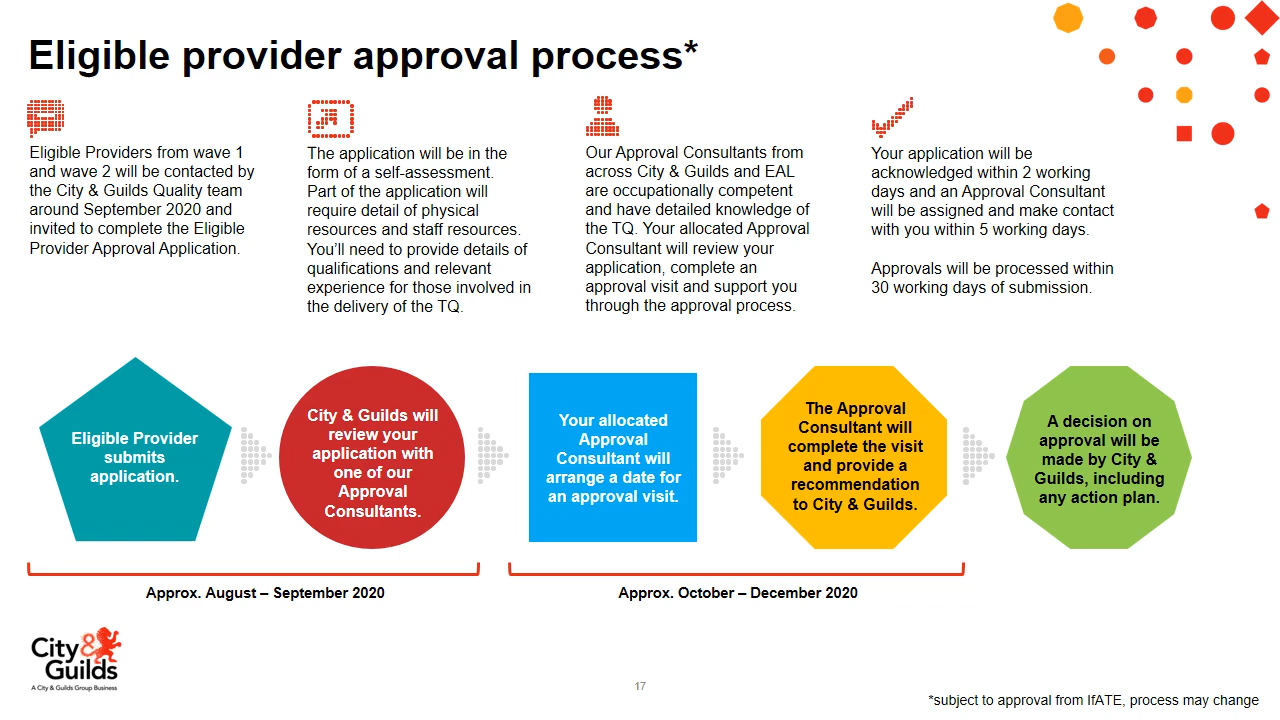 Eligible provider approval process*
Eligible Providers from wave 1
and wave 2 will be contacted by
the City & Guilds Quality team
around September 2020 and
invited to complete the Eligible
Provider Approval Application.
The application will be in the
form of a self-assessment.
Part of the application will
require detail of physical
resources and staff resources.
You’ll need to provide details of
qualifications and relevant
experience for those involved in
the delivery of the TQ.
Our Approval Consultants from
across City & Guilds and EAL
are occupationally competent
and have detailed knowledge of
the TQ. Your allocated Approval
Consultant will review your
application, complete an
approval visit and support you
through the approval process.
Your application will be
acknowledged within 2 working
days and an Approval Consultant
will be assigned and make contact
with you within 5 working days.
Approvals will be processed within
30 working days of submission.
Eligible Provider
submits
application.
City & Guilds will
review your
application with
one of our
Approval
Consultants.
Your allocated
Approval
Consultant will
arrange a date for
an approval visit.
The Approval
Consultant will
complete the visit
and provide a
recommendation
to City & Guilds.
A decision on
approval will be
made by City &
Guilds, including
any action plan.
Approx. August – September 2020
Approx. October – December 2020
City &
Guilds
A City & Guilds Group Business
17
*subject to approval from IfATE, process may change